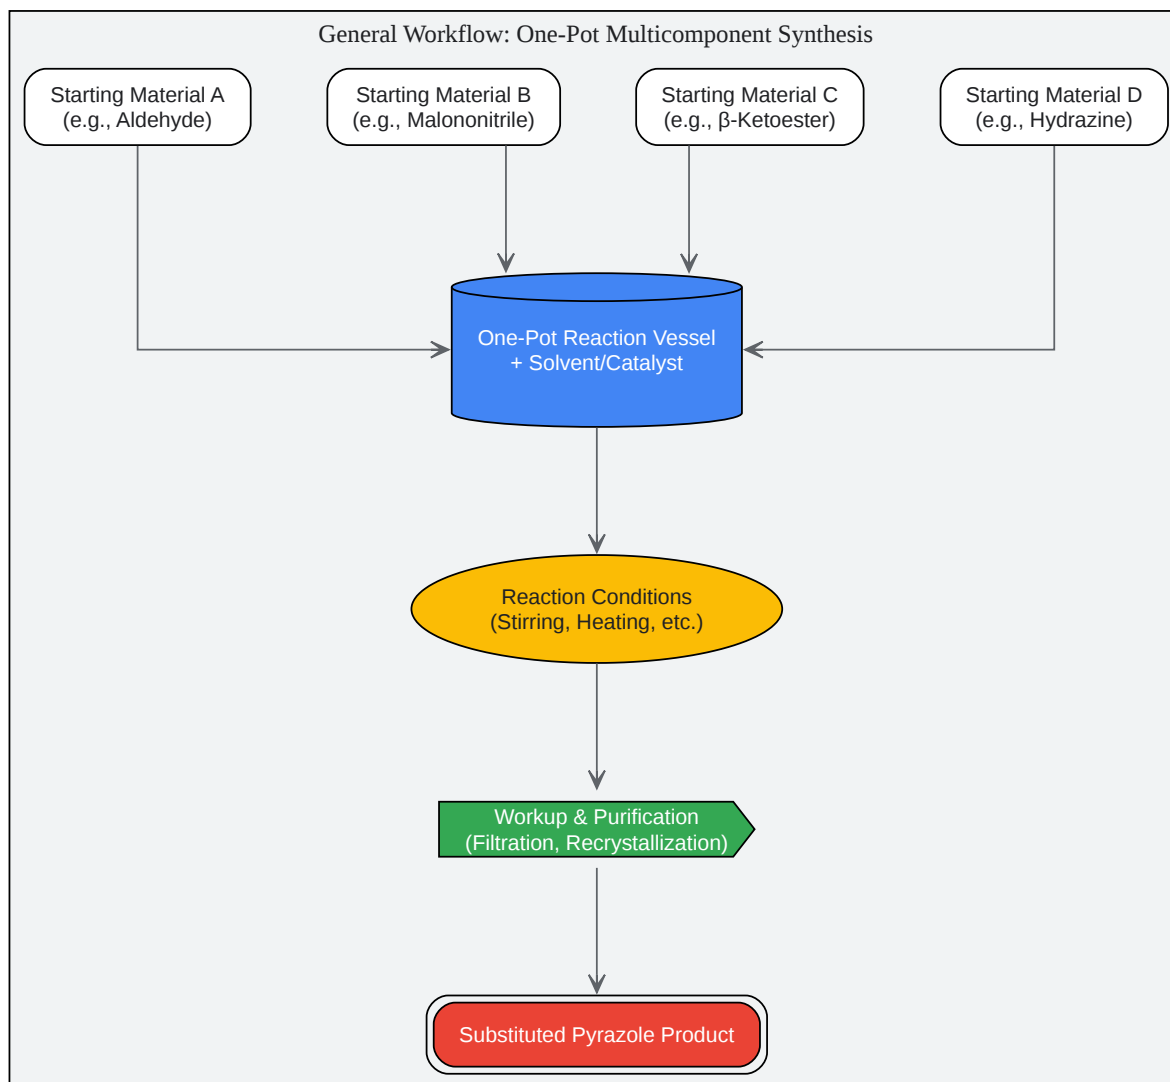 General Workflow: One-Pot Multicomponent Synthesis
Starting Material A
(e.g., Aldehyde)
Starting Material B
(e.g., Malononitrile)
Starting Material C
(e.g., β-Ketoester)
Starting Material D
(e.g., Hydrazine)
One-Pot Reaction Vessel
+ Solvent/Catalyst
Reaction Conditions
(Stirring, Heating, etc.)
Workup & Purification
(Filtration, Recrystallization)
Substituted Pyrazole Product